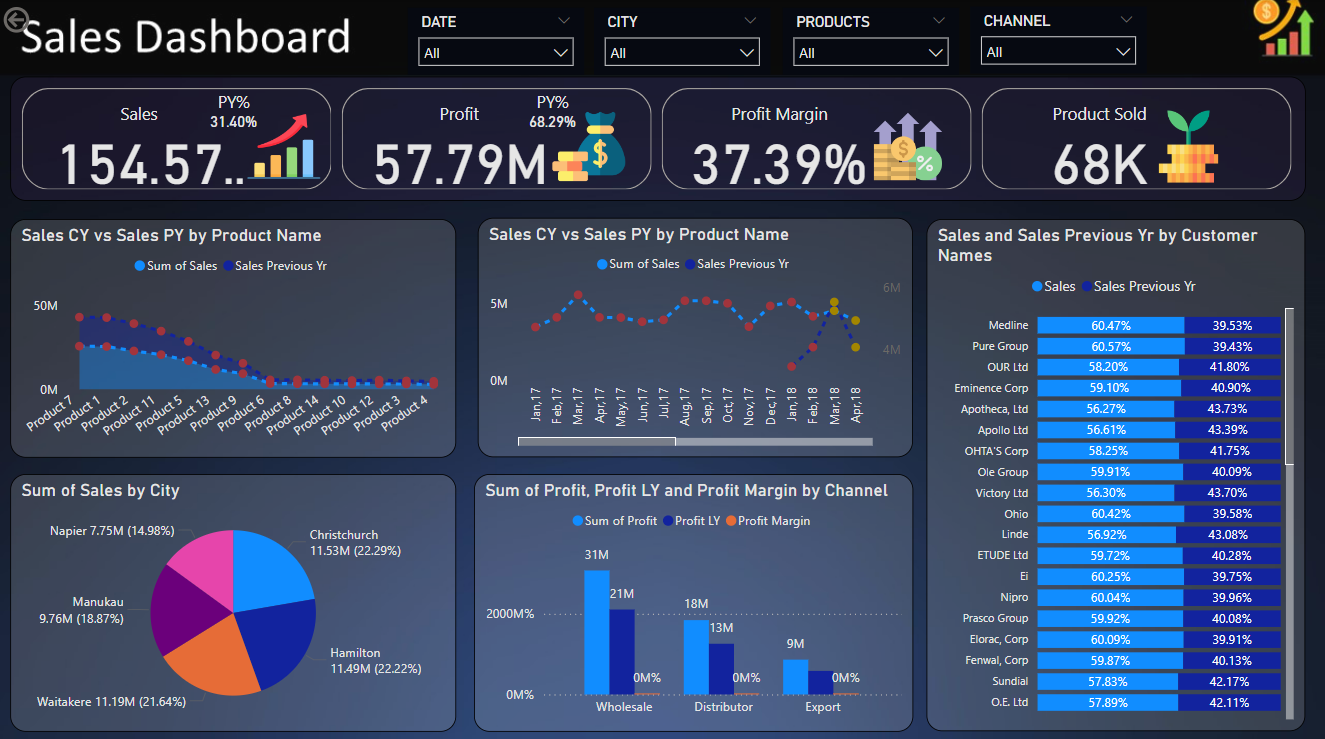 Sales Dashboard
DATE
All
CITY
All
PRODUCTS
All
CHANNEL
All
Sales
PY%
31.40%
154.57...
Profit
PY%
68.29%
57.79M
$
Profit Margin
37.39%
$
%
Product Sold
68K
Sales CY vs Sales PY by Product Name
Sum of Sales Sales Previous Yr
50M
0M
Product 7
Product 1
Product 2
Product 11
Product 5
Product 13
Product 9
Product 6
Product 8
Product 14
Product 10
Product 12
Product 3
Product 4
Sales CY vs Sales PY by Product Name
Sum of Sales Sales Previous Yr
5M
0M
6M
4M
Jan,17
Feb,17
Mar,17
Apr,17
May,17
Jun,17
Jul,17
Aug,17
Sep,17
Oct,17
Nov,17
Dec,17
Jan,18
Feb,18
Mar,18
Apr,18
Sales and Sales Previous Yr by Customer
Names
Sales Sales Previous Yr
Medline 60.47% 39.53%
Pure Group 60.57% 39.43%
OUR Ltd 58.20% 41.80%
Eminence Corp 59.10% 40.90%
Apotheca, Ltd 56.27% 43.73%
Apollo Ltd 56.61% 43.39%
OHTA'S Corp 58.25% 41.75%
Ole Group 59.91% 40.09%
Victory Ltd 56.30% 43.70%
Ohio 60.42% 39.58%
Linde 56.92% 43.08%
ETUDE Ltd 59.72% 40.28%
Ei 60.25% 39.75%
Nipro 60.04% 39.96%
Prasco Group 59.92% 40.08%
Elorac, Corp 60.09% 39.91%
Fenwal, Corp 59.87% 40.13%
Sundial 57.83% 42.17%
O.E. Ltd 57.89% 42.11%
Sum of Sales by City
Napier 7.75M (14.98%)
Christchurch
11.53M (22.29%)
Manukau
9.76M (18.87%)
Hamilton
11.49M (22.22%)
Waitakere 11.19M (21.64%)
Sum of Profit, Profit LY and Profit Margin by Channel
Sum of Profit Profit LY Profit Margin
2000M%
0M%
31M
21M
0M%
18M
13M
0M%
9M
0M%
Wholesale
Distributor
Export